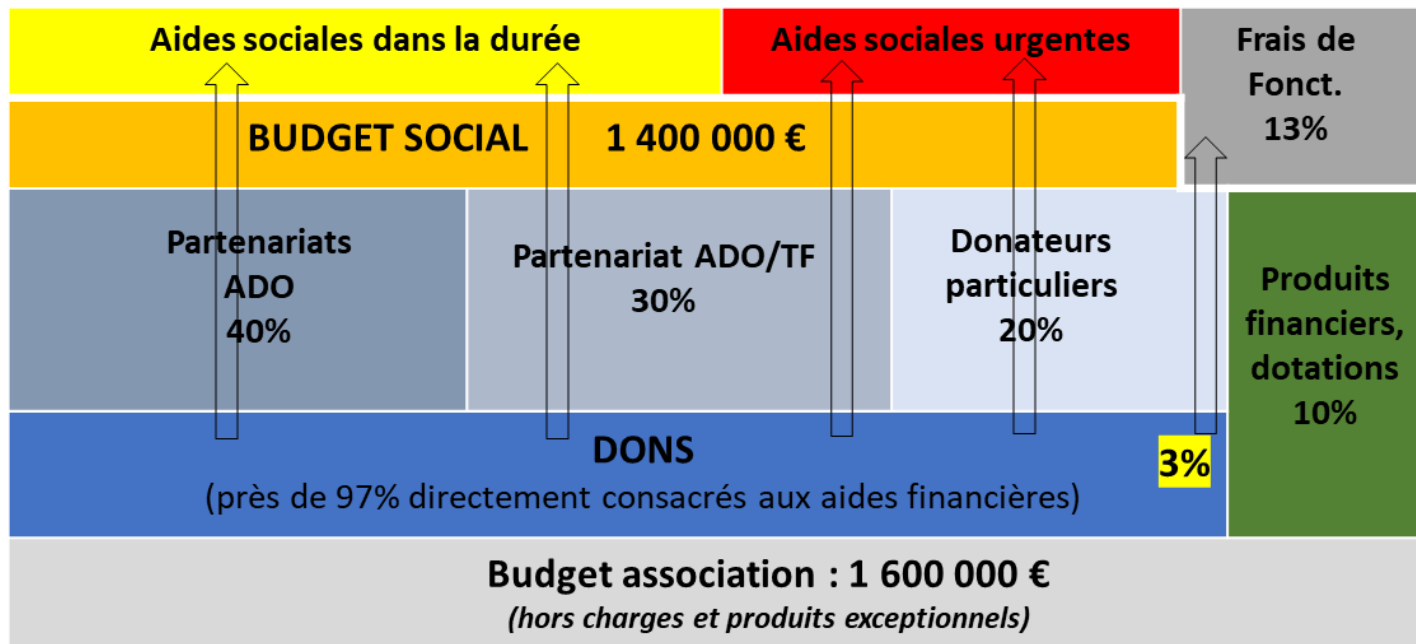 Aides sociales dans la durée
Aides sociales urgentes
Frais de
Fonct.
13%
BUDGET SOCIAL 1 400 000 €
Partenariats
ADO
40%
Partenariat ADO/TF
30%
Donateurs
particuliers
20%
Produits
financiers,
dotations
10%
DONS
(près de 97% directement consacrés aux aides financières)
3%
Budget association : 1 600 000 €
(hors charges et produits exceptionnels)